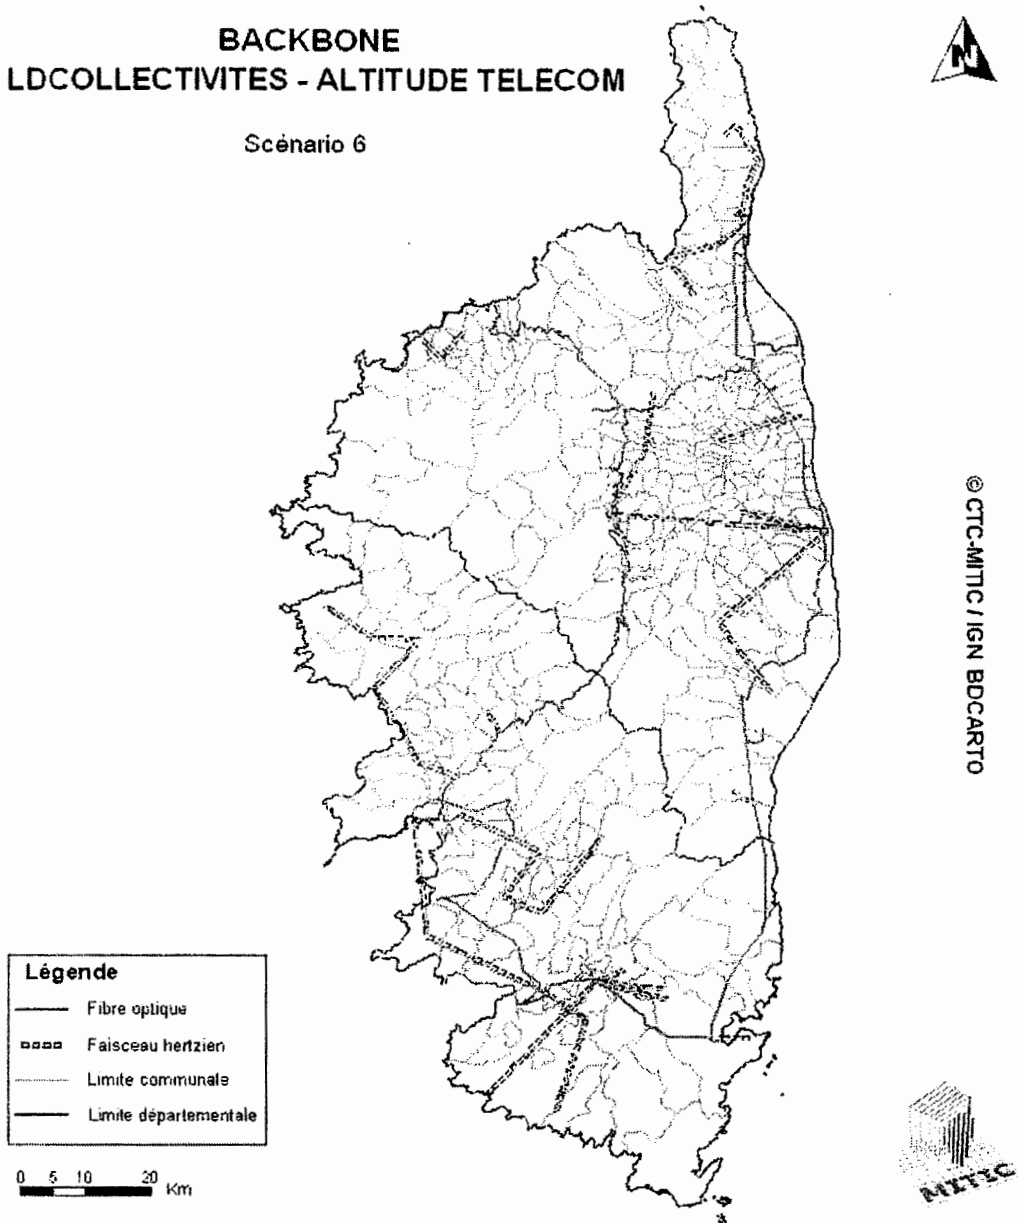 BACKBONE
LDCOLLECTIVITES - ALTITUDE TELECOM
Scénario 6
N
© CTC-MITIC / IGN BDCARTO
Légende
Fibre optique
Faisceau hertzien
Limite communale
Limite départementale
0 5 10 20 Km
MITIC